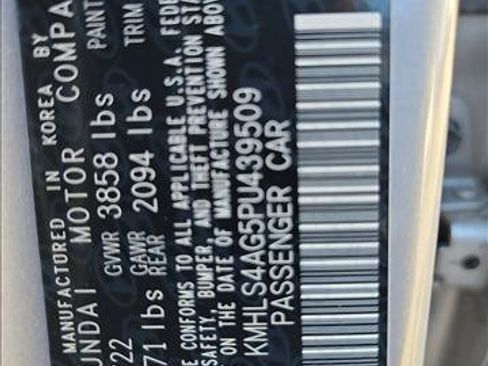 MANUFACTURED IN KOREA BY
UNDAI MOTOR COMPA
22 GVWR 3858 lbs PAINT
71 lbs GAWR REAR 2094 lbs TRIM
E CONFORMS TO ALL APPLICABLE U.S.A. FEDE
SAFETY, BUMPER, AND THEFT PREVENTION STA
ON THE DATE OF MANUFACTURE SHOWN ABOV
KMHLS4AG5PU439509
PASSENGER CAR